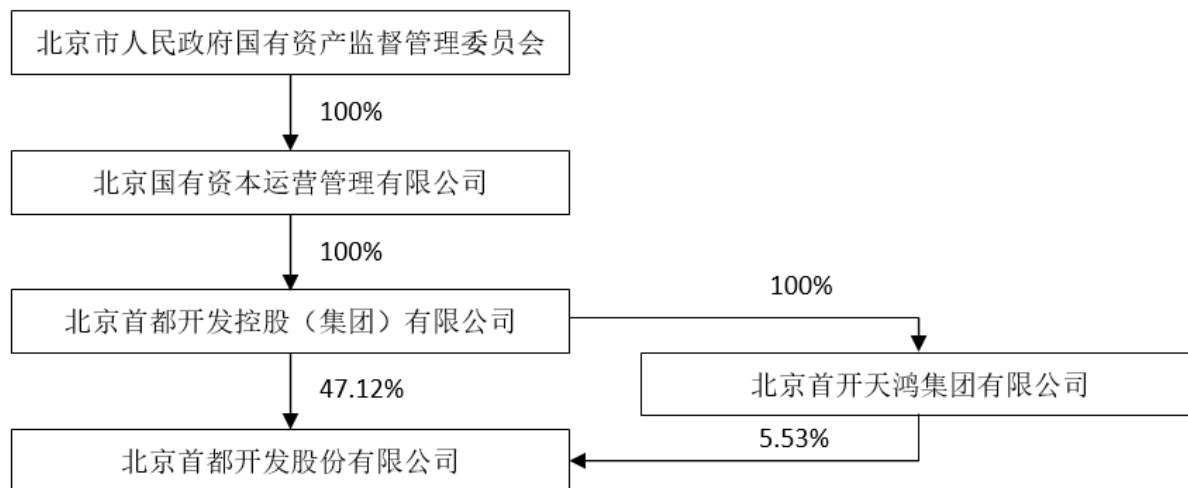 北京市人民政府国有资产监督管理委员会
100%
北京国有资本运营管理有限公司
100%
100%
北京首都开发控股（集团）有限公司
47.12%
北京首开天鸿集团有限公司
5.53%
北京首都开发股份有限公司